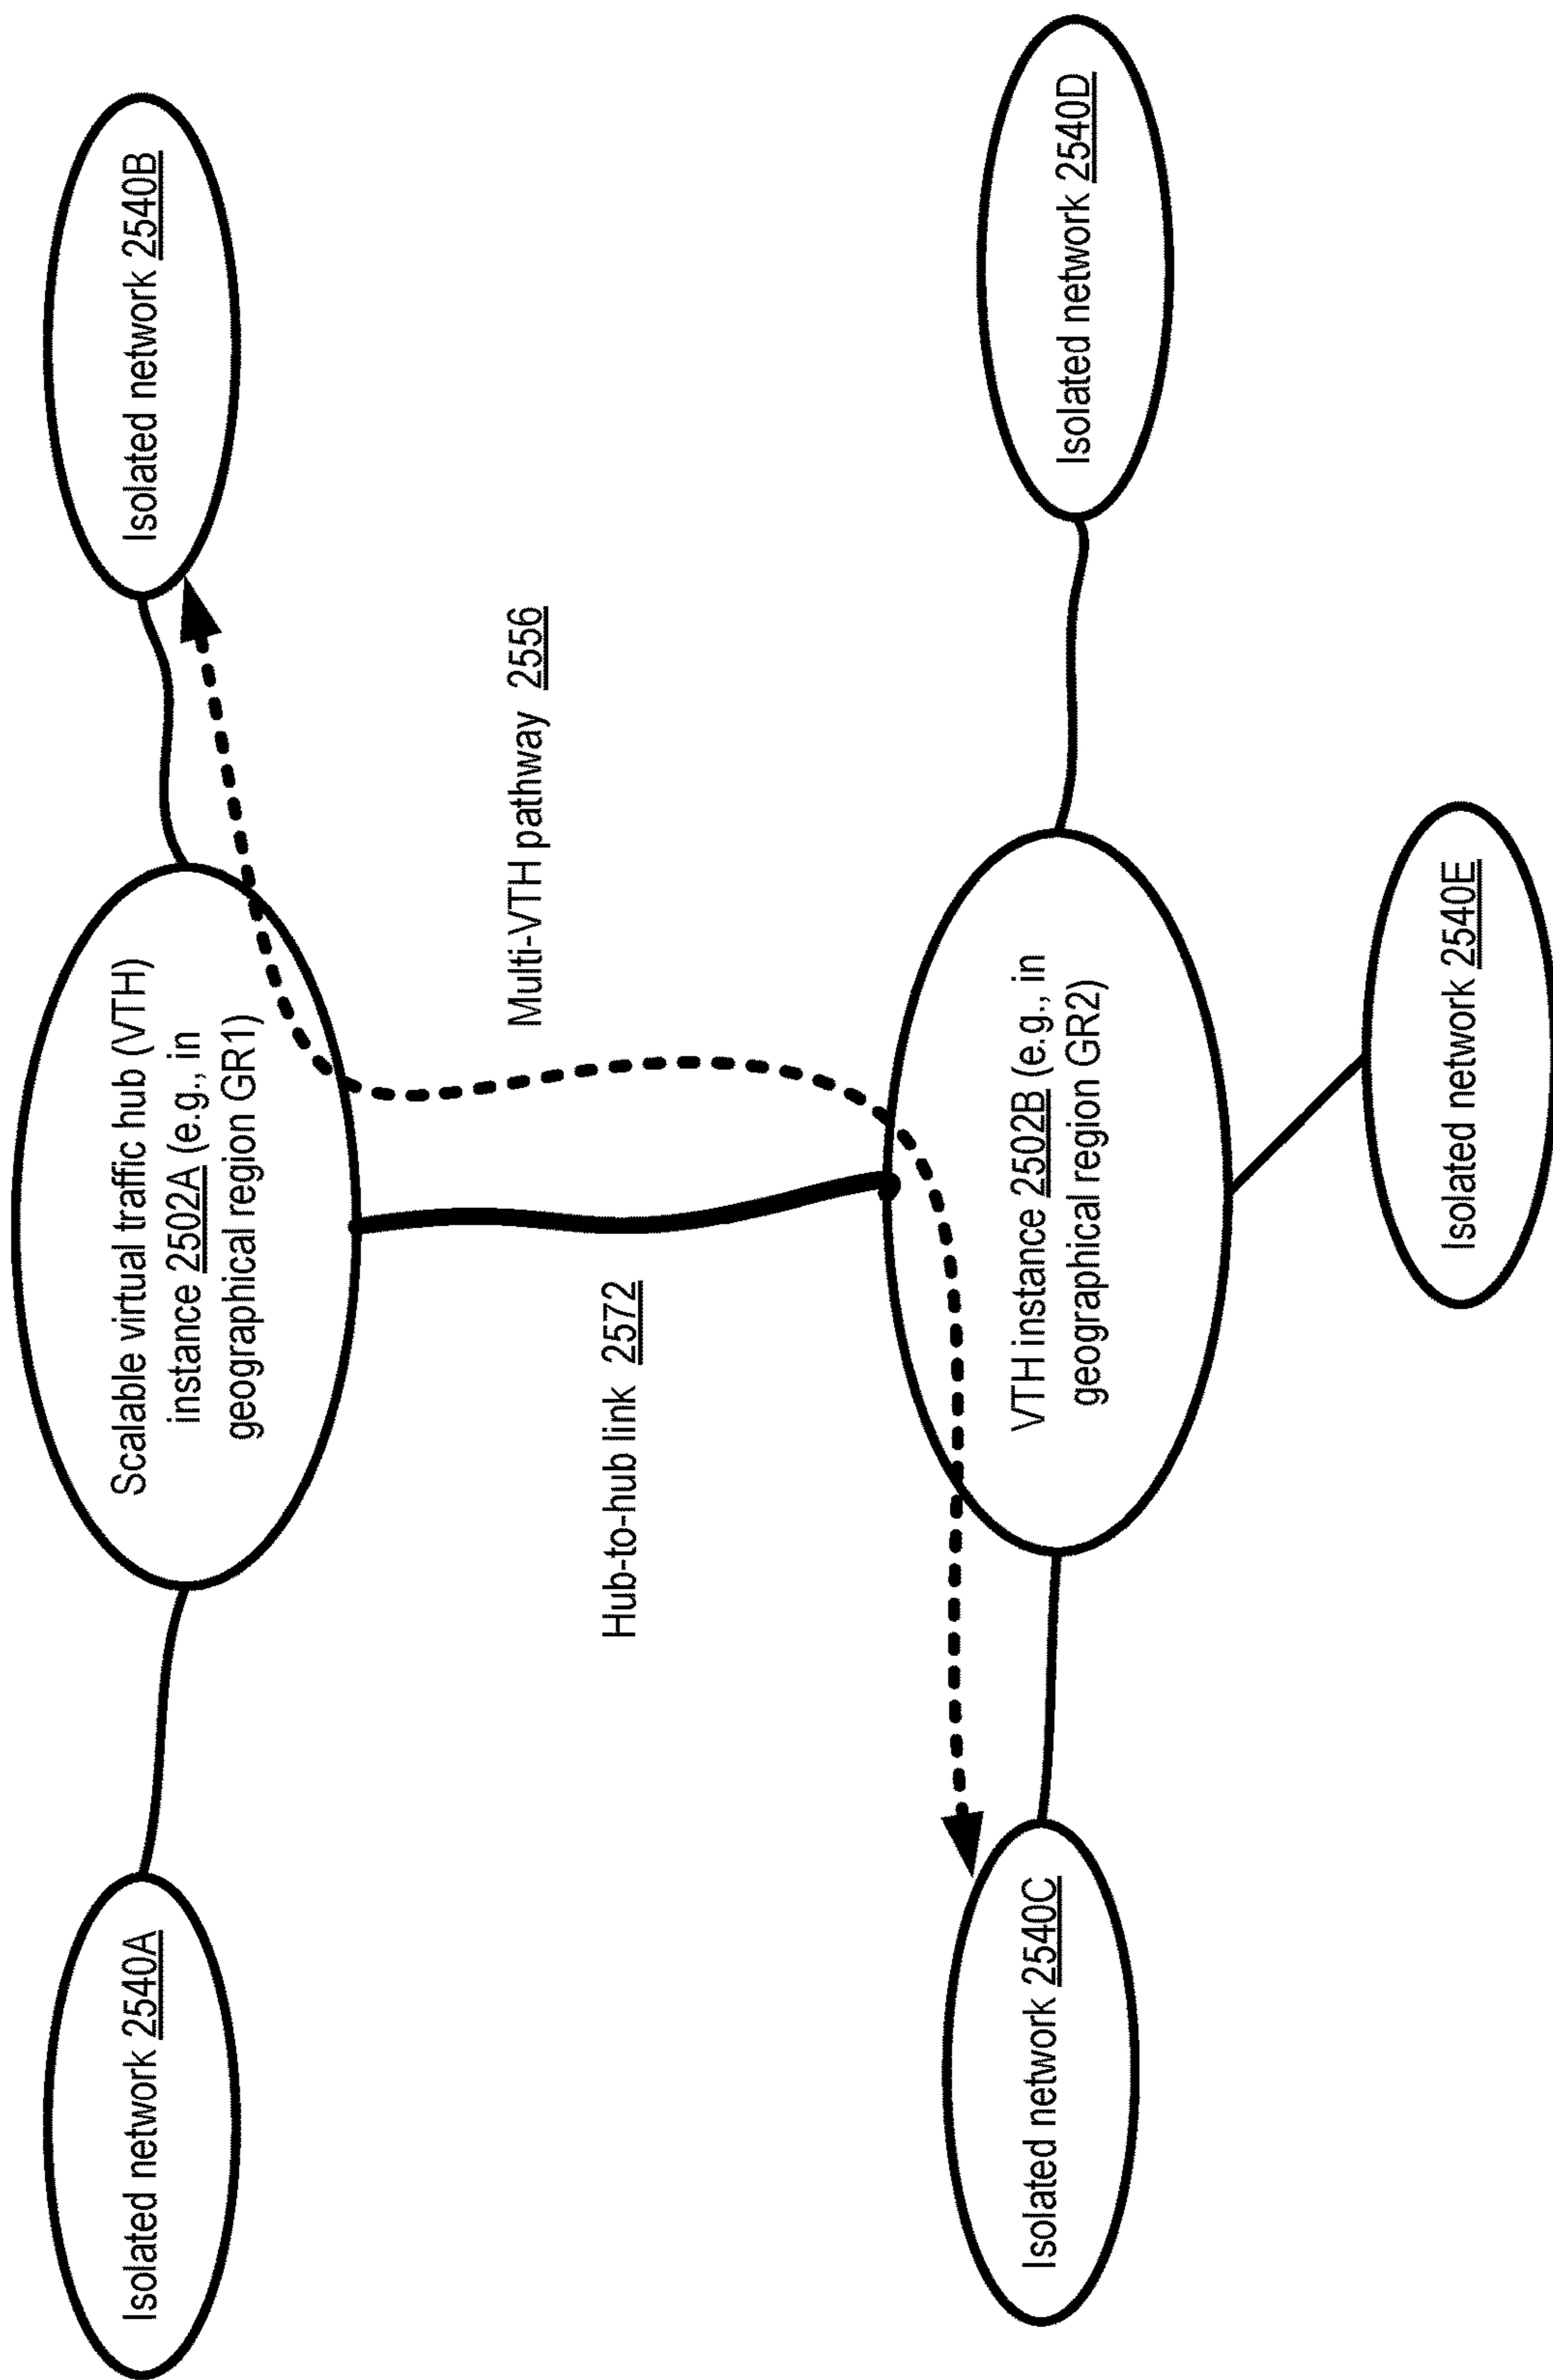 Isolated network 2540A
Scalable virtual traffic hub (VTH)
instance 2502A (e.g., in
geographical region GR1)
Isolated network 2540B
Multi-VTH pathway 2556
Hub-to-hub link 2572
Isolated network 2540C
VTH instance 2502B (e.g., in
geographical region GR2)
Isolated network 2540D
Isolated network 2540E